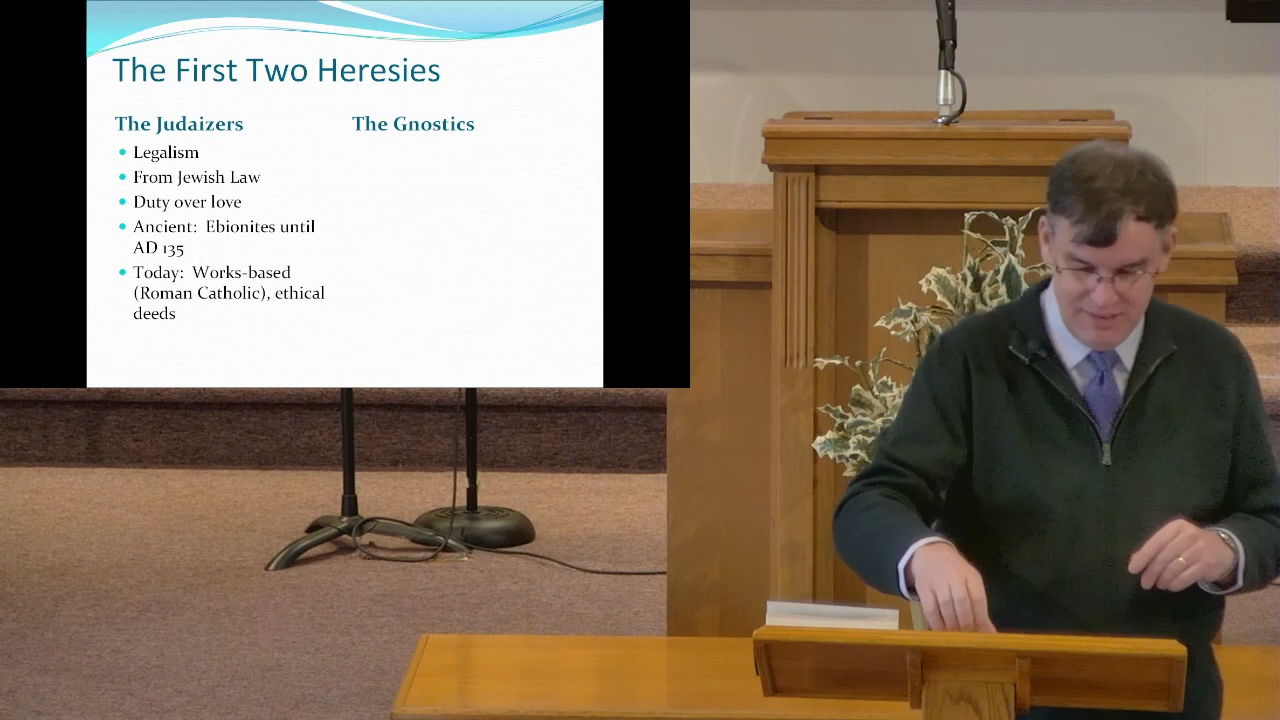 The First Two Heresies
The Judaizers
Legalism
From Jewish Law
Duty over love
Ancient: Ebionites until
AD 135
Today: Works-based
(Roman Catholic), ethical
deeds
The Gnostics